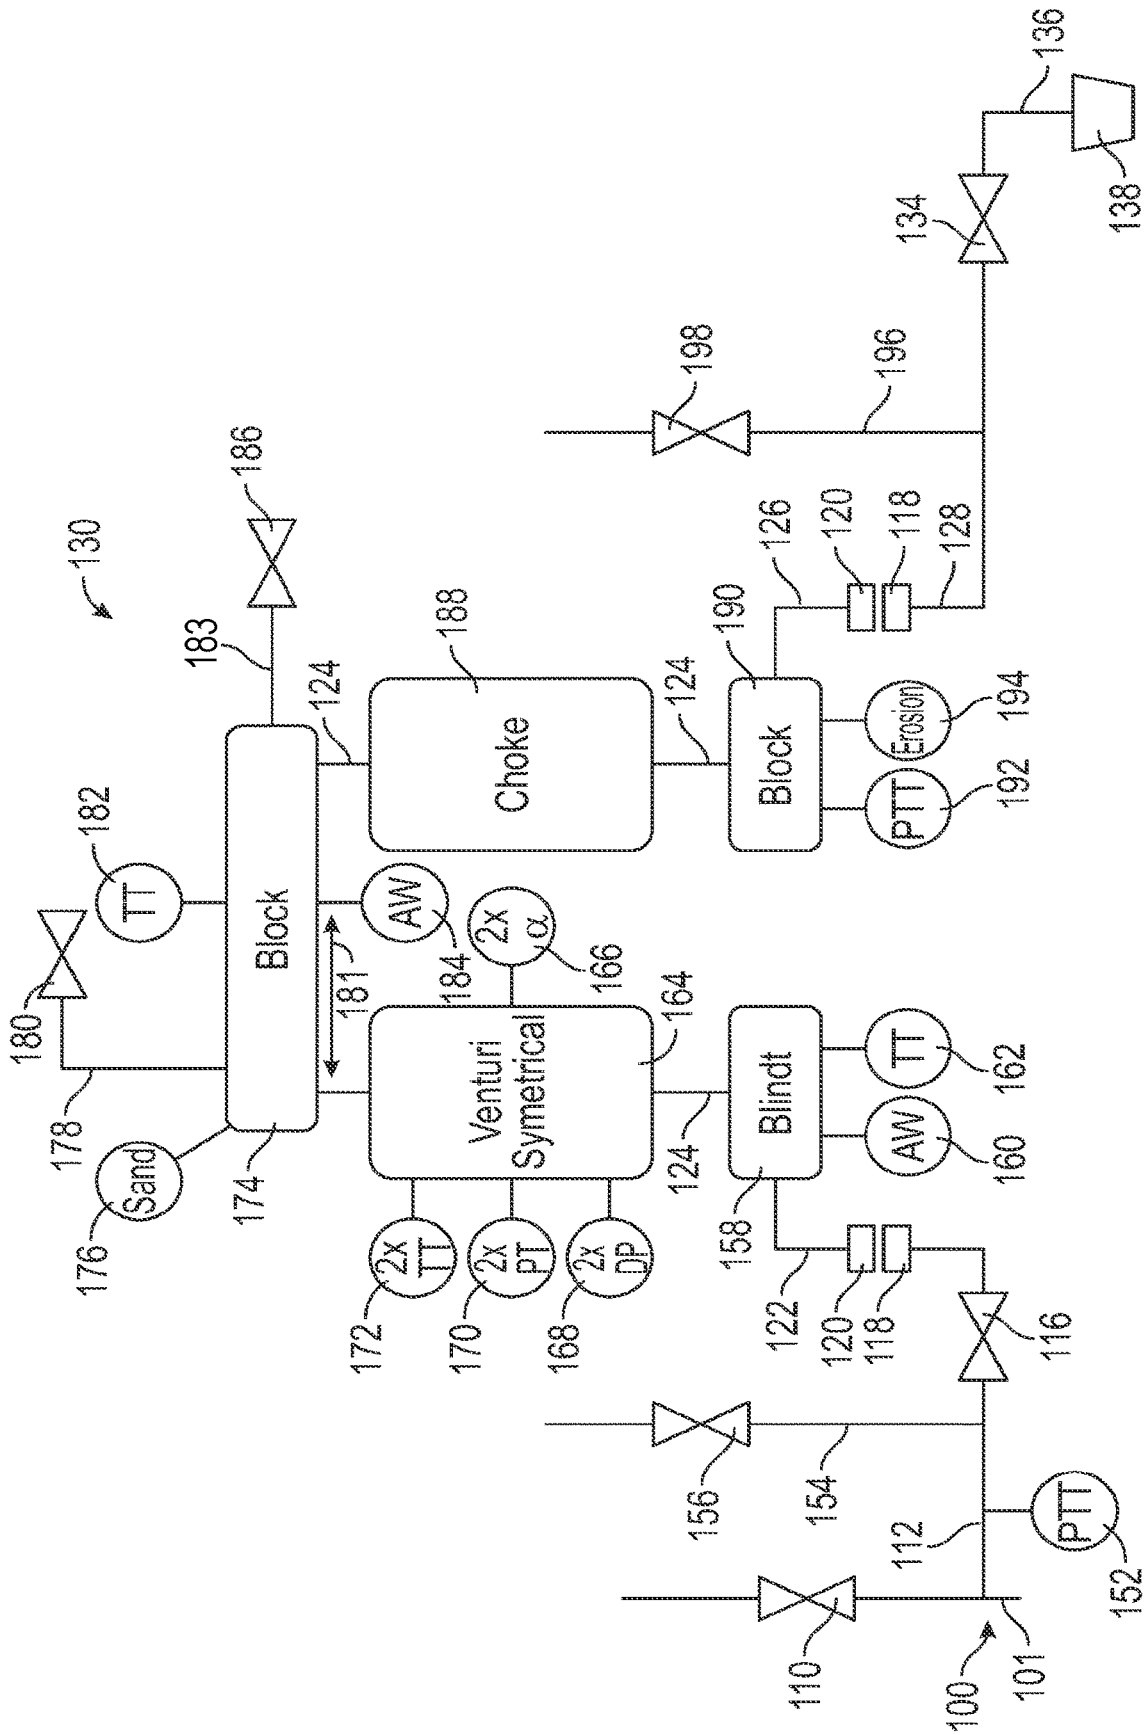 180
178
176
Sand
TT
182
130
183
186
174
Block
181
124
172
2x
TT
AW
184
188
170
2x
PT
Venturi
Symetrical
2x
α
Choke
168
2x
DP
166
164
124
124
158
Blindt
Block
190
122
126
120
120
118
118
198
156
160
AW
TT
162
192
PTT
Erosion
194
110
154
128
196
134
112
116
100
101
136
152
PTT
138